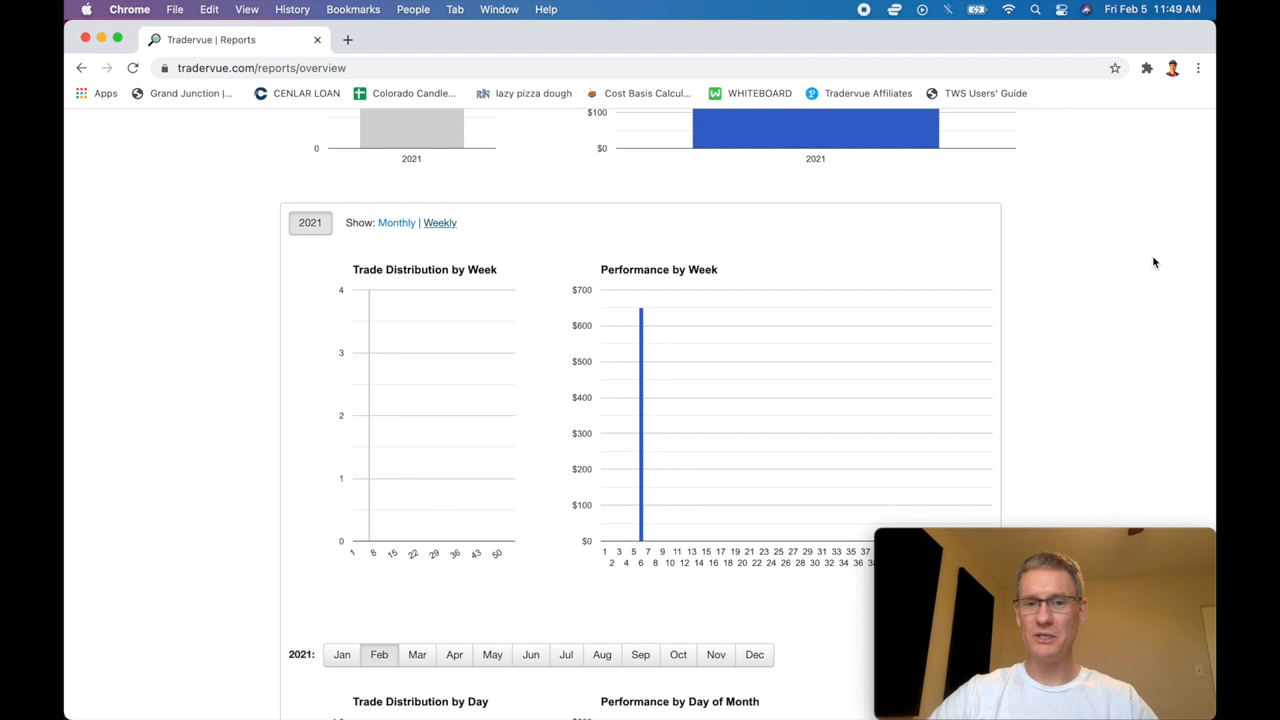 Chrome File Edit View History Bookmarks People Tab Window Help Fri Feb 5 11:49 AM
Tradervue | Reports
tradervue.com/reports/overview
Apps Grand Junction |... CENLAR LOAN Colorado Candle... lazy pizza dough Cost Basis Calcul... WHITEBOARD Tradervue Affiliates TWS Users' Guide
$100
0 $0
2021 2021
2021 Show: Monthly | Weekly
Trade Distribution by Week Performance by Week
4 $700
$600
3 $500
$400
2 $300
$200
1 $100
0 $0
1 8 15 22 29 36 43 50
1 3 5 7 9 11 13 15 17 19 21 23 25 27 29 31 33 35 37
2 4 6 8 10 12 14 16 18 20 22 24 26 28 30 32 34 36
2021: Jan Feb Mar Apr May Jun Jul Aug Sep Oct Nov Dec
Trade Distribution by Day Performance by Day of Month